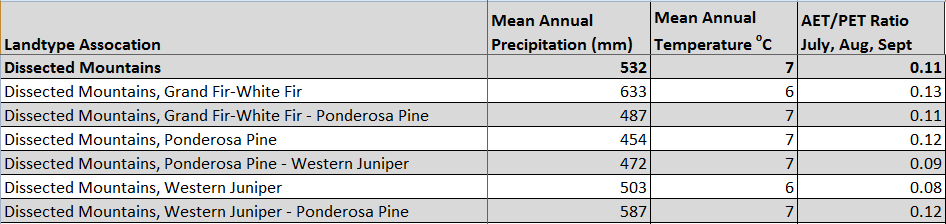 Landtype Assocation Mean Annual Precipitation (mm) Mean Annual Temperature ⁰C AET/PET Ratio July, Aug, Sept
Dissected Mountains 532 7 0.11
Dissected Mountains, Grand Fir-White Fir 633 6 0.13
Dissected Mountains, Grand Fir-White Fir - Ponderosa Pine 487 7 0.11
Dissected Mountains, Ponderosa Pine 454 7 0.12
Dissected Mountains, Ponderosa Pine - Western Juniper 472 7 0.09
Dissected Mountains, Western Juniper 503 6 0.08
Dissected Mountains, Western Juniper - Ponderosa Pine 587 7 0.12